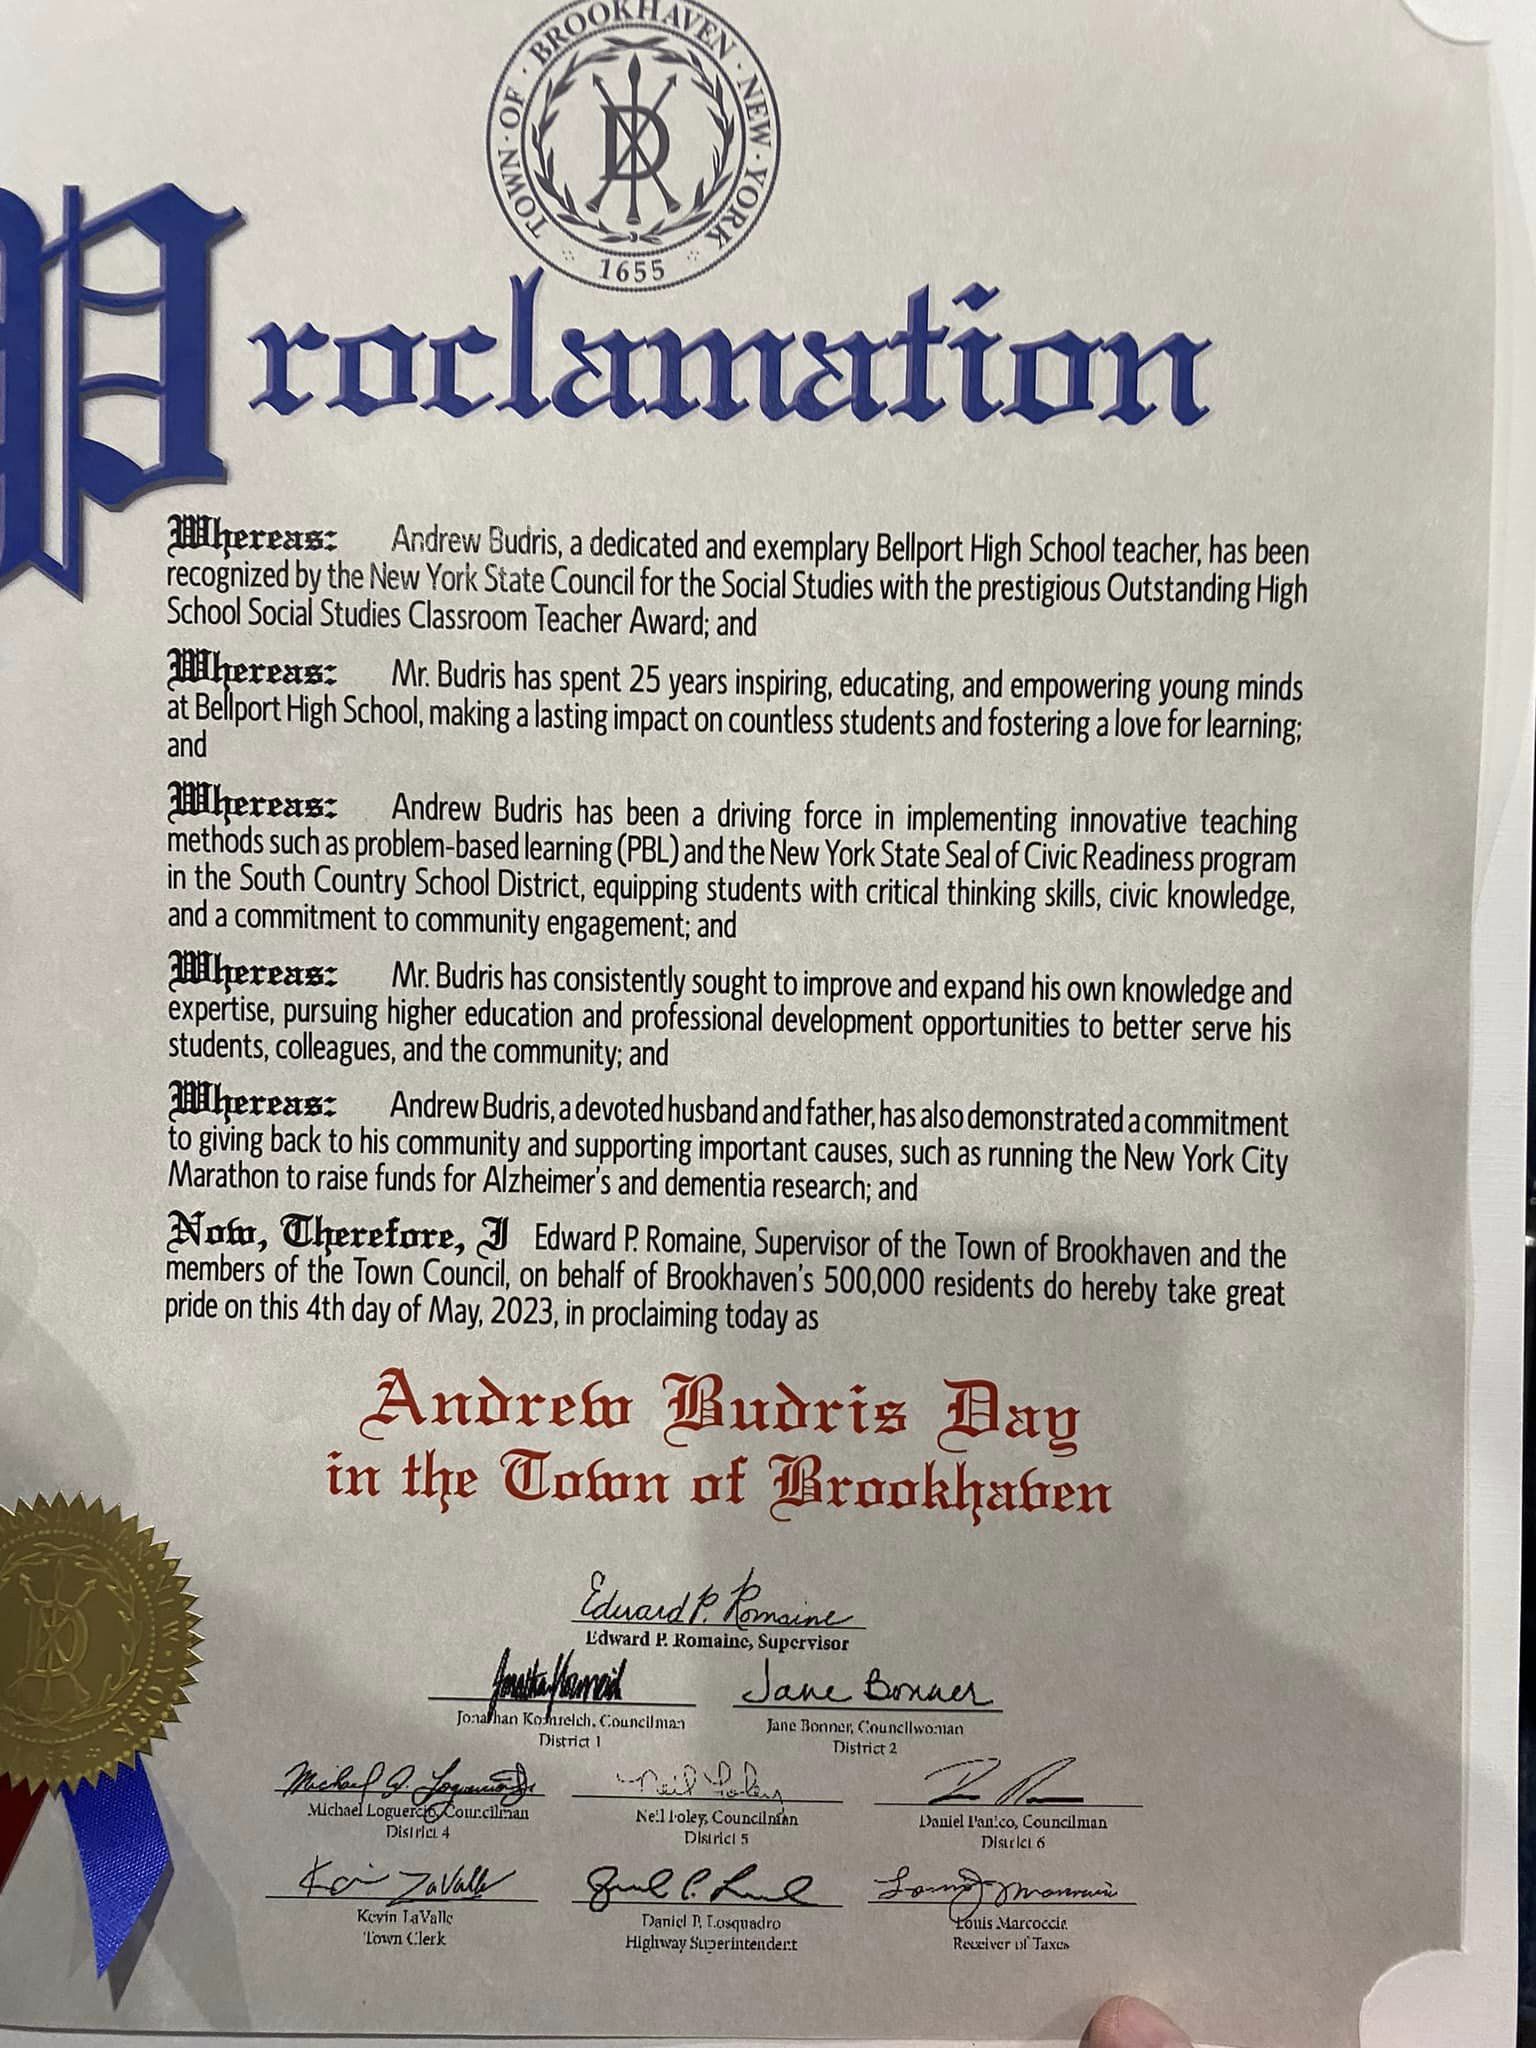 TOWN · OF · BROOKHAVEN · NEW · YORK
D
1655
Proclamation
Whereas: Andrew Budris, a dedicated and exemplary Bellport High School teacher, has been
recognized by the New York State Council for the Social Studies with the prestigious Outstanding High
School Social Studies Classroom Teacher Award; and
Whereas: Mr. Budris has spent 25 years inspiring, educating, and empowering young minds
at Bellport High School, making a lasting impact on countless students and fostering a love for learning;
and
Whereas: Andrew Budris has been a driving force in implementing innovative teaching
methods such as problem-based learning (PBL) and the New York State Seal of Civic Readiness program
in the South Country School District, equipping students with critical thinking skills, civic knowledge,
and a commitment to community engagement; and
Whereas: Mr. Budris has consistently sought to improve and expand his own knowledge and
expertise, pursuing higher education and professional development opportunities to better serve his
students, colleagues, and the community; and
Whereas: Andrew Budris, a devoted husband and father, has also demonstrated a commitment
to giving back to his community and supporting important causes, such as running the New York City
Marathon to raise funds for Alzheimer's and dementia research; and
Now, Therefore, I Edward P. Romaine, Supervisor of the Town of Brookhaven and the
members of the Town Council, on behalf of Brookhaven's 500,000 residents do hereby take great
pride on this 4th day of May, 2023, in proclaiming today as
Andrew Budris Day
in the Town of Brookhaven
Edward P. Romaine
Edward P. Romaine, Supervisor
Jane Bonner
Jonathan Kornreich, Councilman Jane Bonner, Councilwoman
District 1 District 2
Michael A. Loguercio Jr Neil Foley
Michael Loguercio, Councilman Neil Foley, Councilman Daniel Panico, Councilman
District 4 District 5 District 6
Kevin LaValle
Kevin LaValle Daniel P. Losquadro Louis Marcoccia
Town Clerk Highway Superintendent Receiver of Taxes